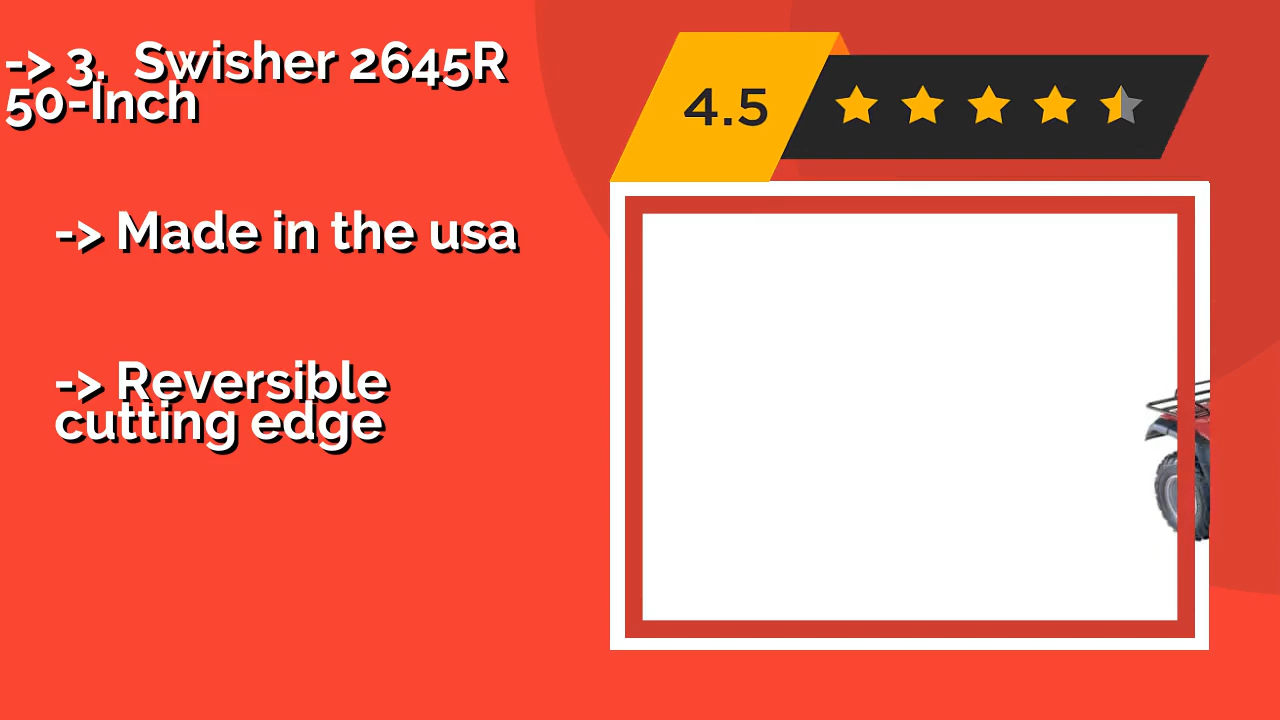 -> 3.  Swisher 2645R
50-Inch
4.5
-> Made in the usa
-> Reversible
cutting edge